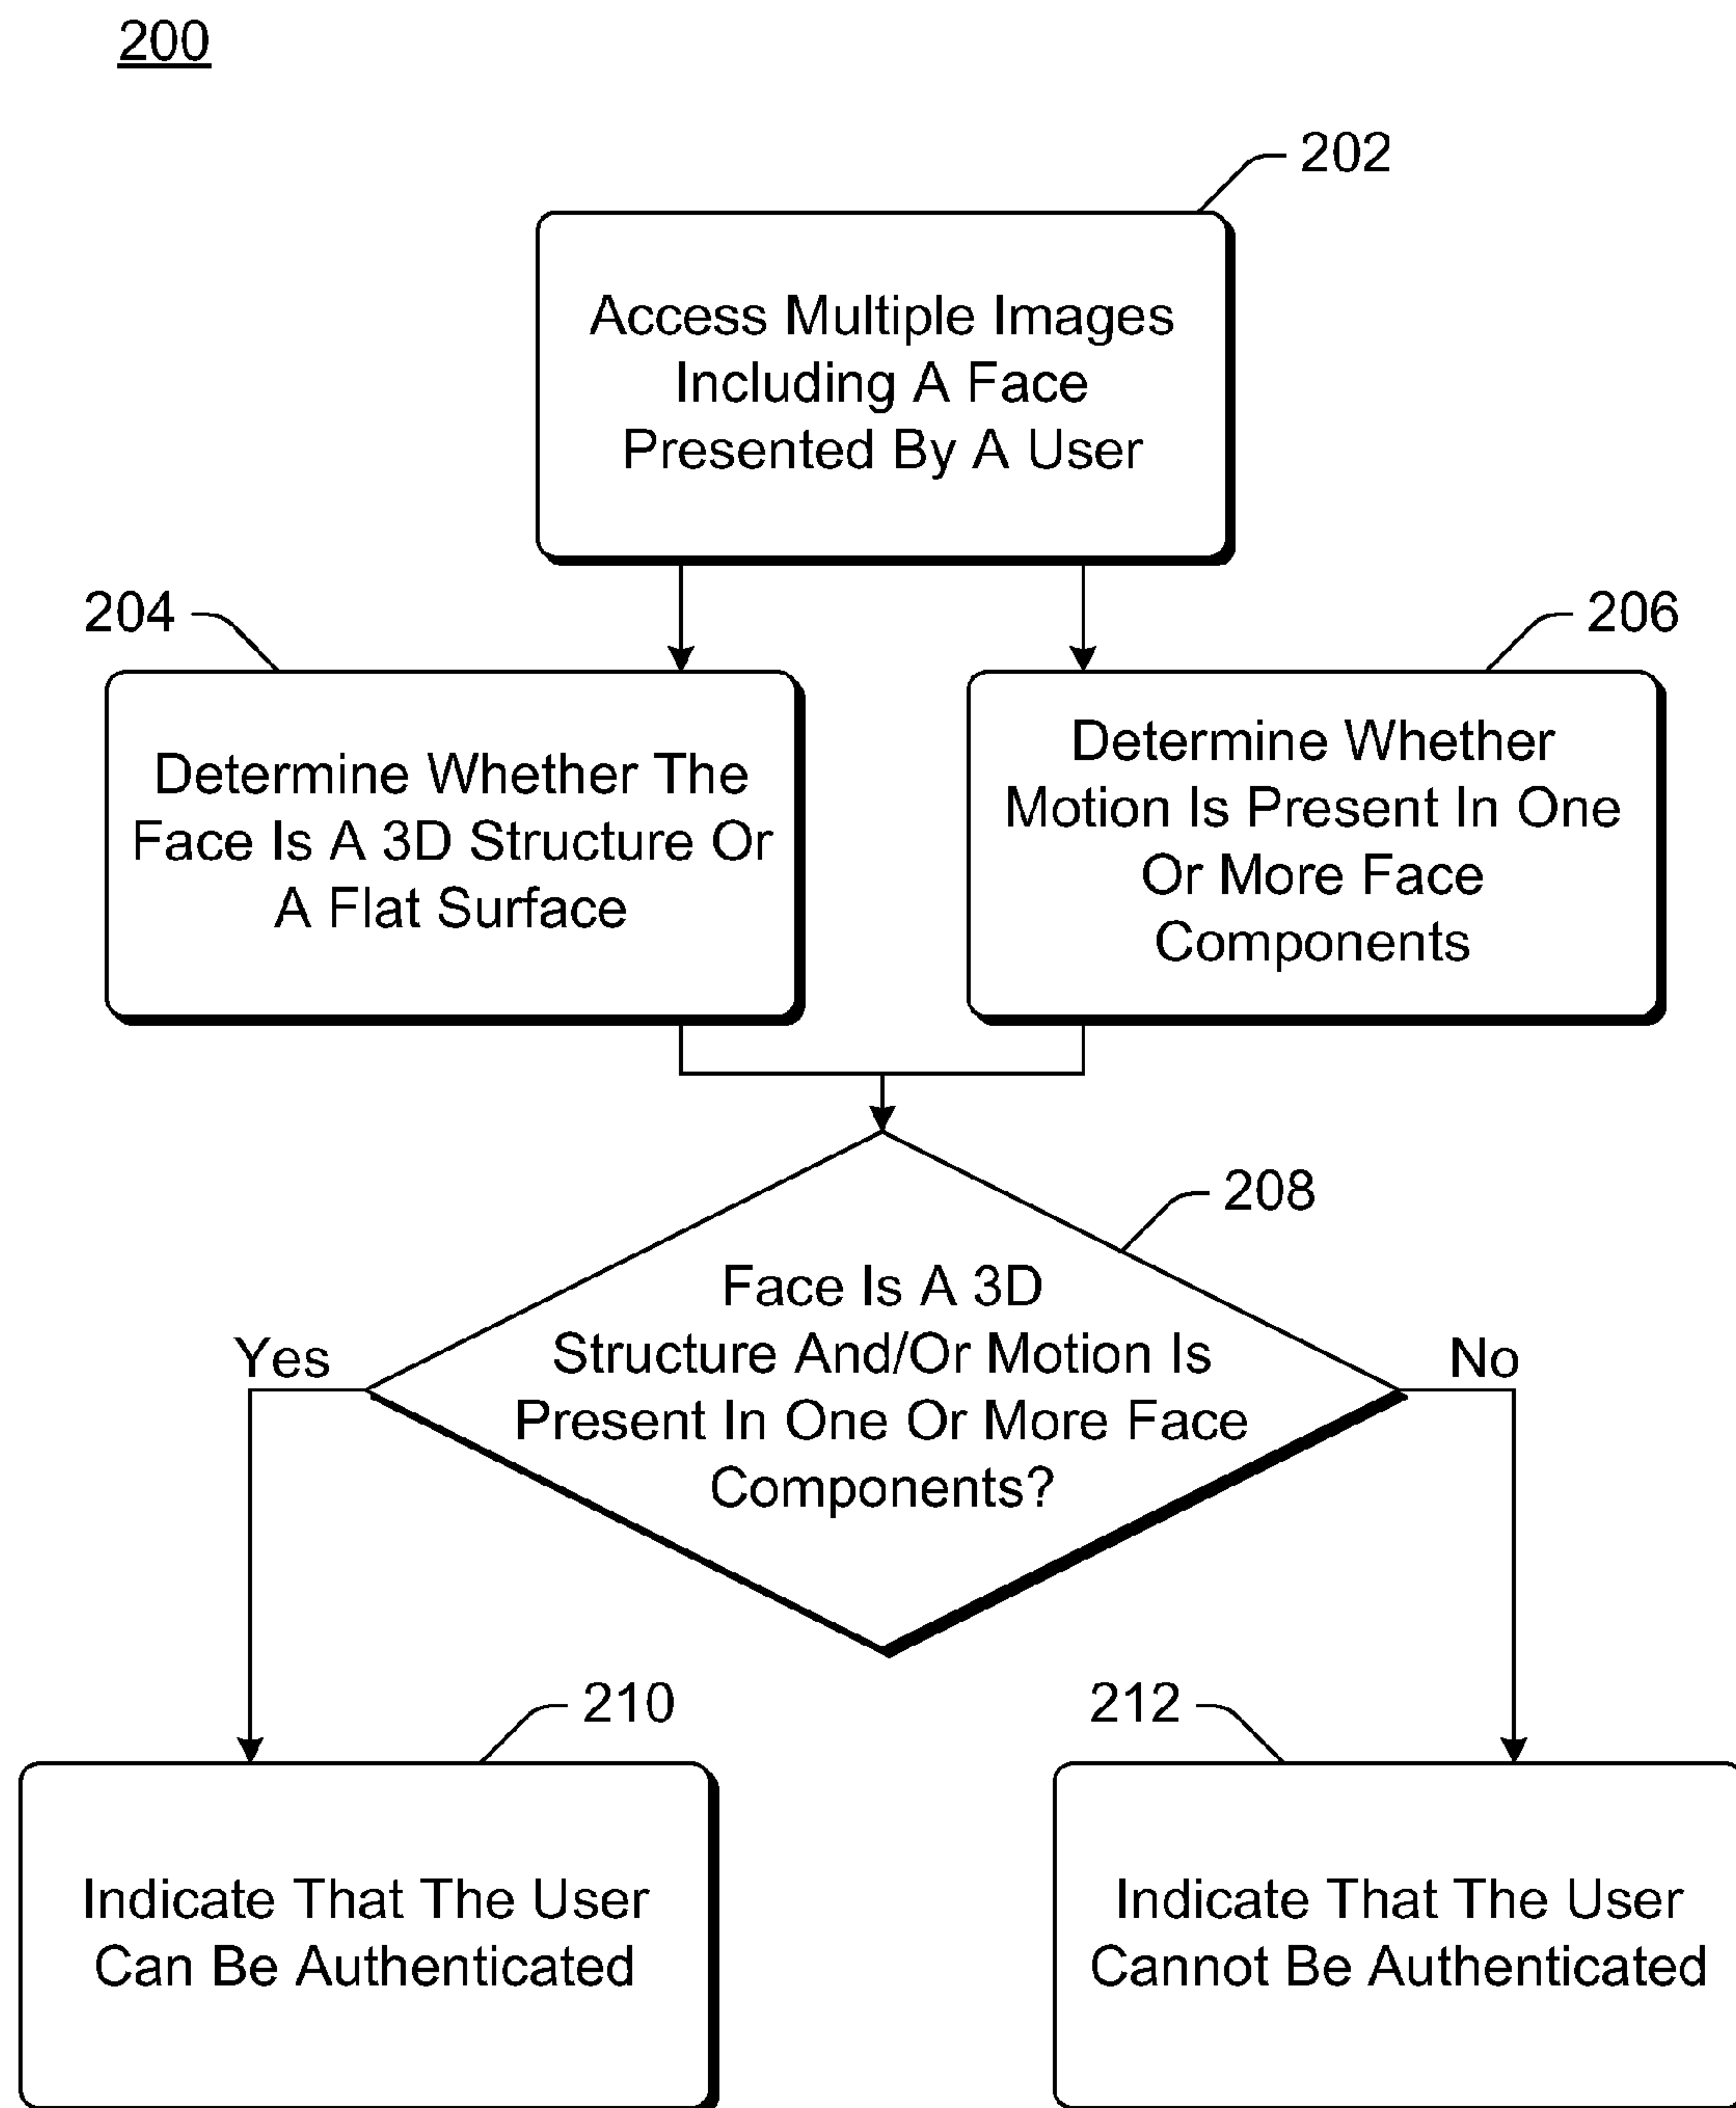 200
202
Access Multiple Images
Including A Face
Presented By A User
204
206
Determine Whether The
Face Is A 3D Structure Or
A Flat Surface
Determine Whether
Motion Is Present In One
Or More Face
Components
208
Face Is A 3D
Structure And/Or Motion Is
Present In One Or More Face
Components?
Yes
No
210
212
Indicate That The User
Can Be Authenticated
Indicate That The User
Cannot Be Authenticated